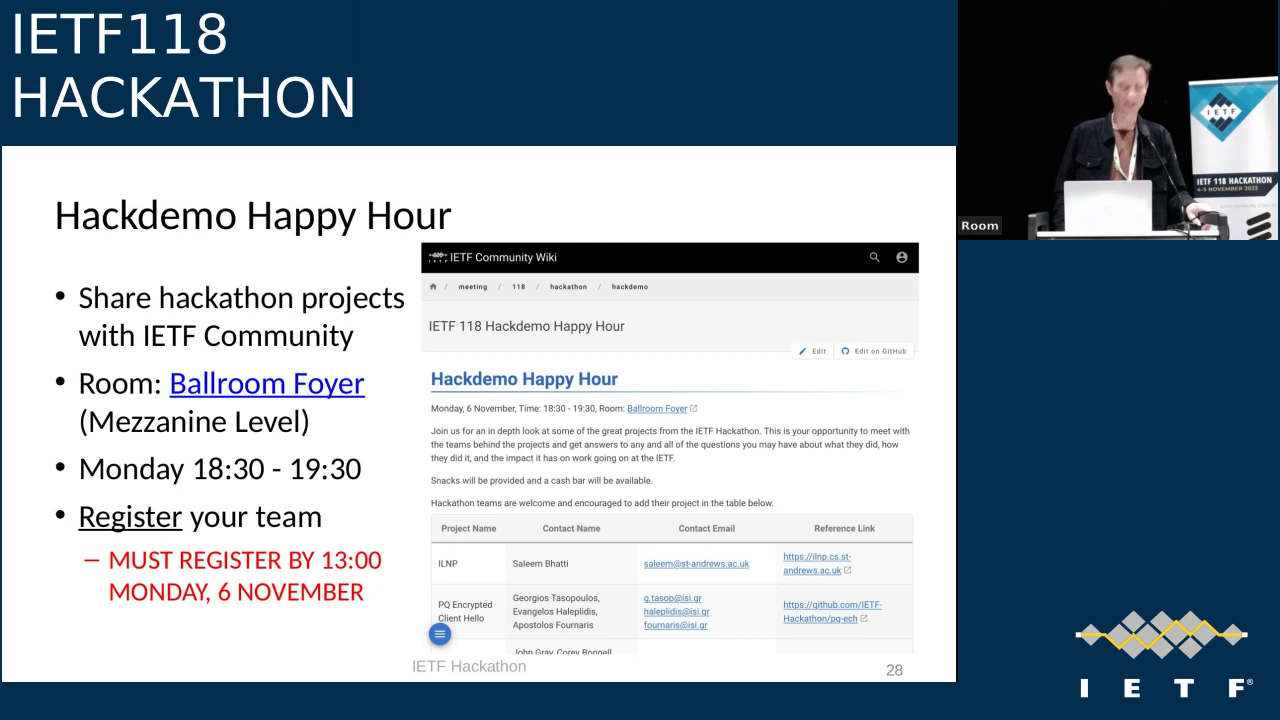 IETF118
HACKATHON
Hackdemo Happy Hour
• Share hackathon projects
with IETF Community
• Room: Ballroom Foyer
(Mezzanine Level)
• Monday 18:30 - 19:30
• Register your team
– MUST REGISTER BY 13:00
MONDAY, 6 NOVEMBER
IETF Community Wiki
/ meeting / 118 / hackathon / hackdemo
IETF 118 Hackdemo Happy Hour
Edit Edit on GitHub
Hackdemo Happy Hour
Monday, 6 November, Time: 18:30 - 19:30, Room: Ballroom Foyer
Join us for an in depth look at some of the great projects from the IETF Hackathon. This is your opportunity to meet with
the teams behind the projects and get answers to any and all of the questions you may have about what they did, how
they did it, and the impact it has on work going on at the IETF.
Snacks will be provided and a cash bar will be available.
Hackathon teams are welcome and encouraged to add their project in the table below.
Project Name Contact Name Contact Email Reference Link
ILNP Saleem Bhatti saleem@st-andrews.ac.uk https://ilnp.cs.st-
andrews.ac.uk
PQ Encrypted
Client Hello
Georgios Tasopoulos,
Evangelos Haleplidis,
Apostolos Fournaris
g.tasop@isi.gr
haleplidis@isi.gr
fournaris@isi.gr
https://github.com/IETF-
Hackathon/pq-ech
John Gray, Corey Bonnell
IETF Hackathon
28
Room
IETF
IETF 118 HACKATHON
4-5 NOVEMBER 2023
I E T F®